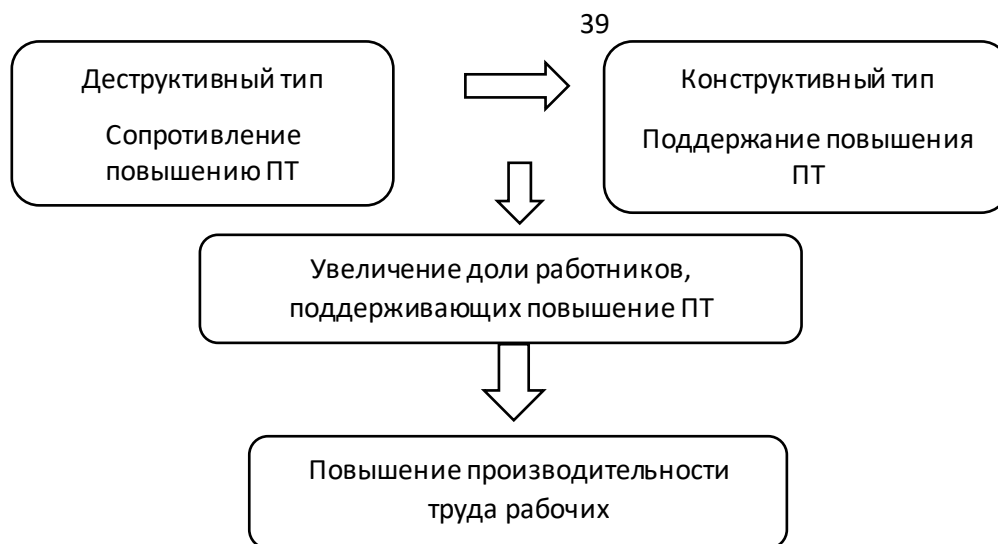 39
Деструктивный тип
Сопротивление
повышению ПТ
Конструктивный тип
Поддержание повышения
ПТ
Увеличение доли работников,
поддерживающих повышение ПТ
Повышение производительности
труда рабочих